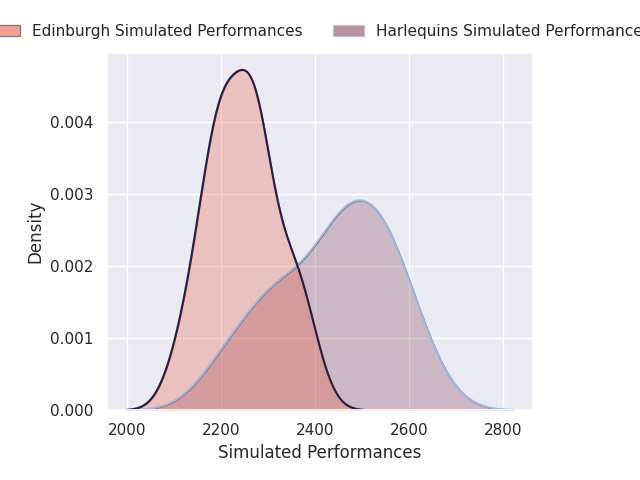 Edinburgh Simulated Performances Harlequins Simulated Performance
0.004
0.003
0.002
0.001
0.000
Density
2000 2200 2400 2600 2800
Simulated Performances